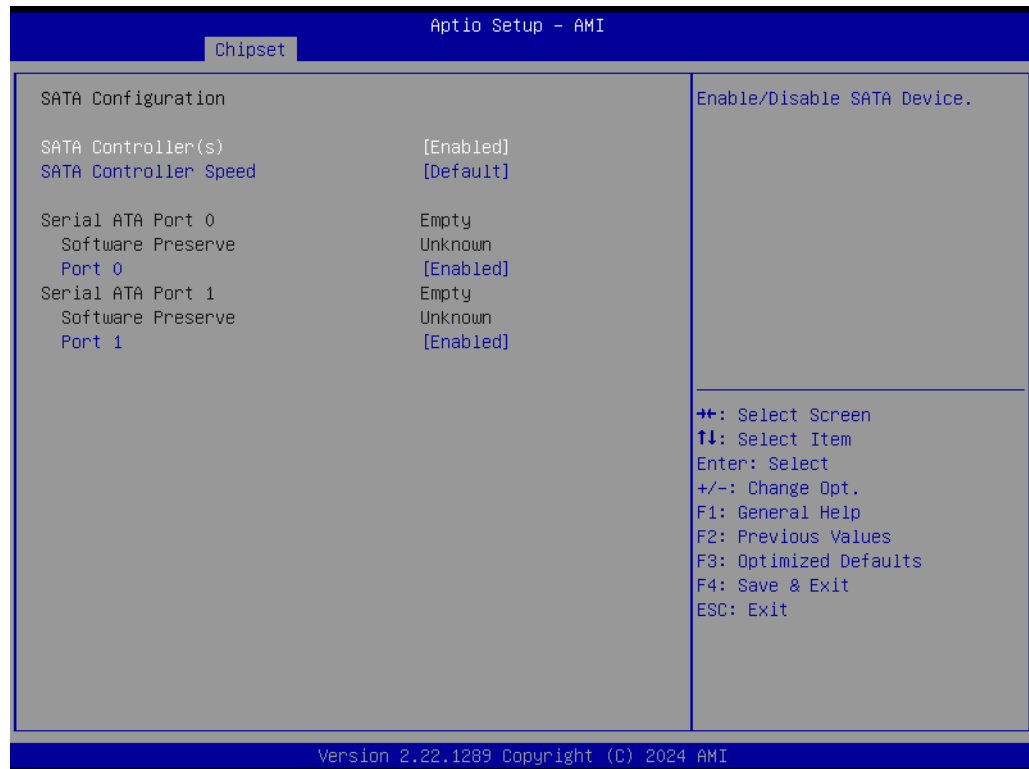 Aptio Setup – AMI
Chipset
SATA Configuration
SATA Controller(s) [Enabled]
SATA Controller Speed [Default]
Serial ATA Port 0 Empty
Software Preserve Unknown
Port 0 [Enabled]
Serial ATA Port 1 Empty
Software Preserve Unknown
Port 1 [Enabled]
Enable/Disable SATA Device.
→←: Select Screen
↑↓: Select Item
Enter: Select
+/-: Change Opt.
F1: General Help
F2: Previous Values
F3: Optimized Defaults
F4: Save & Exit
ESC: Exit
Version 2.22.1289 Copyright (C) 2024 AMI